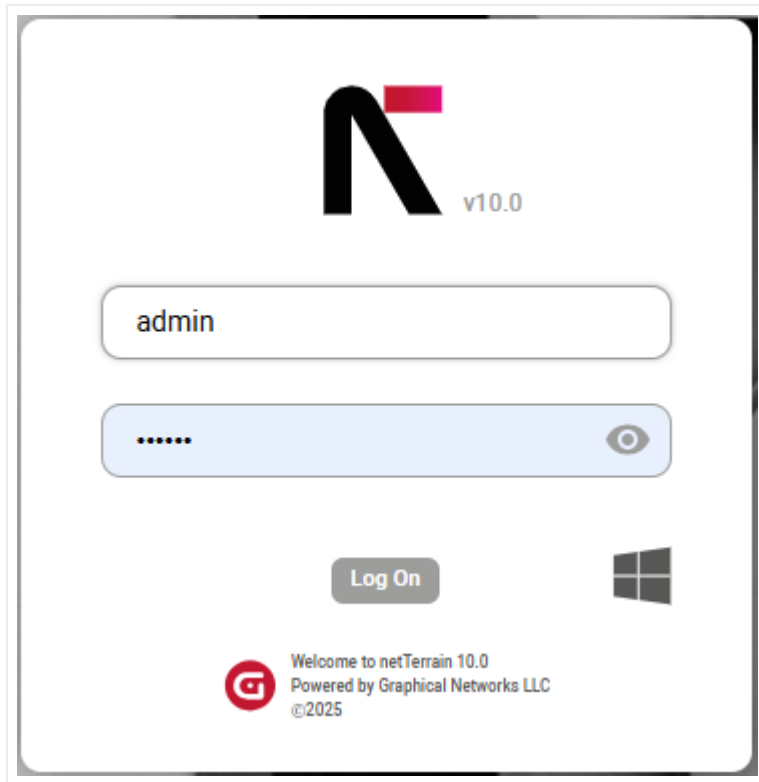 v10.0
admin
••••••
Log On
Welcome to netTerrain 10.0
Powered by Graphical Networks LLC
©2025